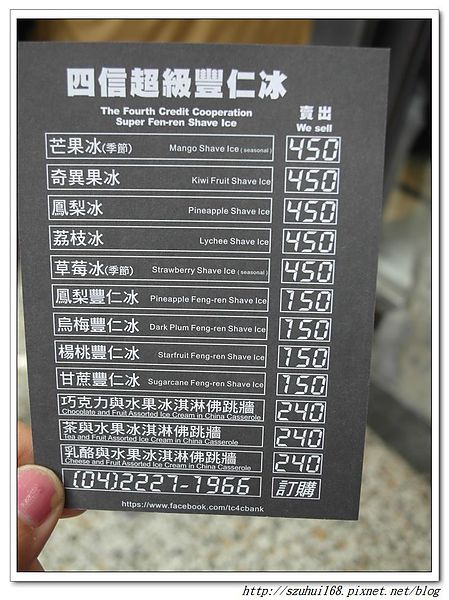 四信超級豐仁冰
The Fourth Credit Cooperation
Super Fen-ren Shave Ice
賣出
We sell
芒果冰(季節) Mango Shave Ice (seasonal) 450
奇異果冰 Kiwi Fruit Shave Ice 450
鳳梨冰 Pineapple Shave Ice 450
荔枝冰 Lychee Shave Ice 450
草莓冰(季節) Strawberry Shave Ice (seasonal) 450
鳳梨豐仁冰 Pineapple Feng-ren Shave Ice 150
烏梅豐仁冰 Dark Plum Feng-ren Shave Ice 150
楊桃豐仁冰 Starfruit Feng-ren Shave Ice 150
甘蔗豐仁冰 Sugarcane Feng-ren Shave Ice 150
巧克力與水果冰淇淋佛跳牆 240
Chocolate and Fruit Assorted Ice Cream in China Casserole
茶與水果冰淇淋佛跳牆 240
Tea and Fruit Assorted Ice Cream in China Casserole
乳酪與水果冰淇淋佛跳牆 240
Cheese and Fruit Assorted Ice Cream in China Casserole
(04)2227-1966 訂購
https://www.facebook.com/tc4cbank
http://szuhui168.pixnet.net/blog